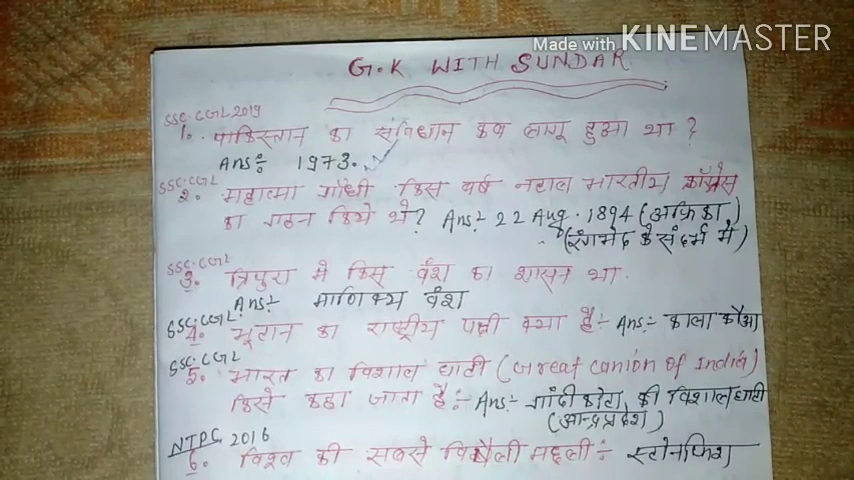 Made with KINEMASTER
G.K WITH SUNDAR
SSC.CGL 2019
1. पाकिस्तान का संविधान कब लागू हुआ था ?
Ans:- 1973.
SSC.CGL
2. महात्मा गाँधी किस वर्ष नटाल भारतीय काँग्रेस
का गठन किये थे? Ans:- 22 Aug. 1894 (अफ्रिका)
(रंगभेद के संदर्भ में)
SSC.CGL
3. त्रिपुरा मे किस वंश का शासन था.
Ans:- माणिक्य वंश
SSC.CGL
4. भूटान का राष्ट्रीय पक्षी क्या है:- Ans:- काला कौआ
SSC.CGL
5. भारत का विशाल घाटी (Great canion of India)
किसे कहा जाता है:- Ans:- गांदीकोटा की विशाल घाटी
(आन्ध्रप्रदेश)
NTPC 2016
6. विश्व की सबसे विषैली मछली:- स्टोनफिश